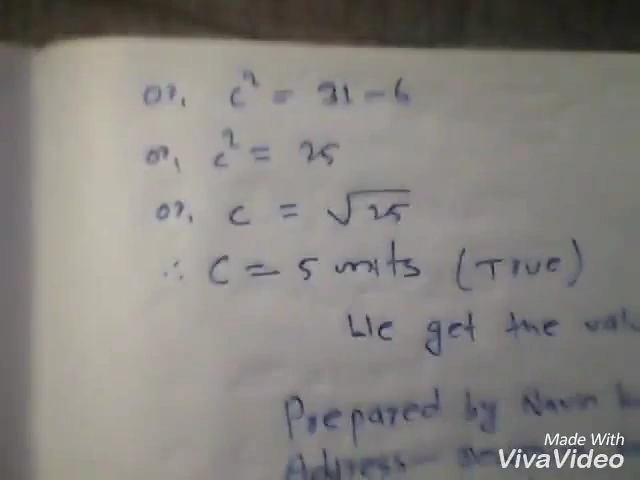 or, c² = 31 - 6
or, c² = 25
or, c = √25
∴ C = 5 units (True)
We get the
Prepared by
Address-
Made With
VivaVideo